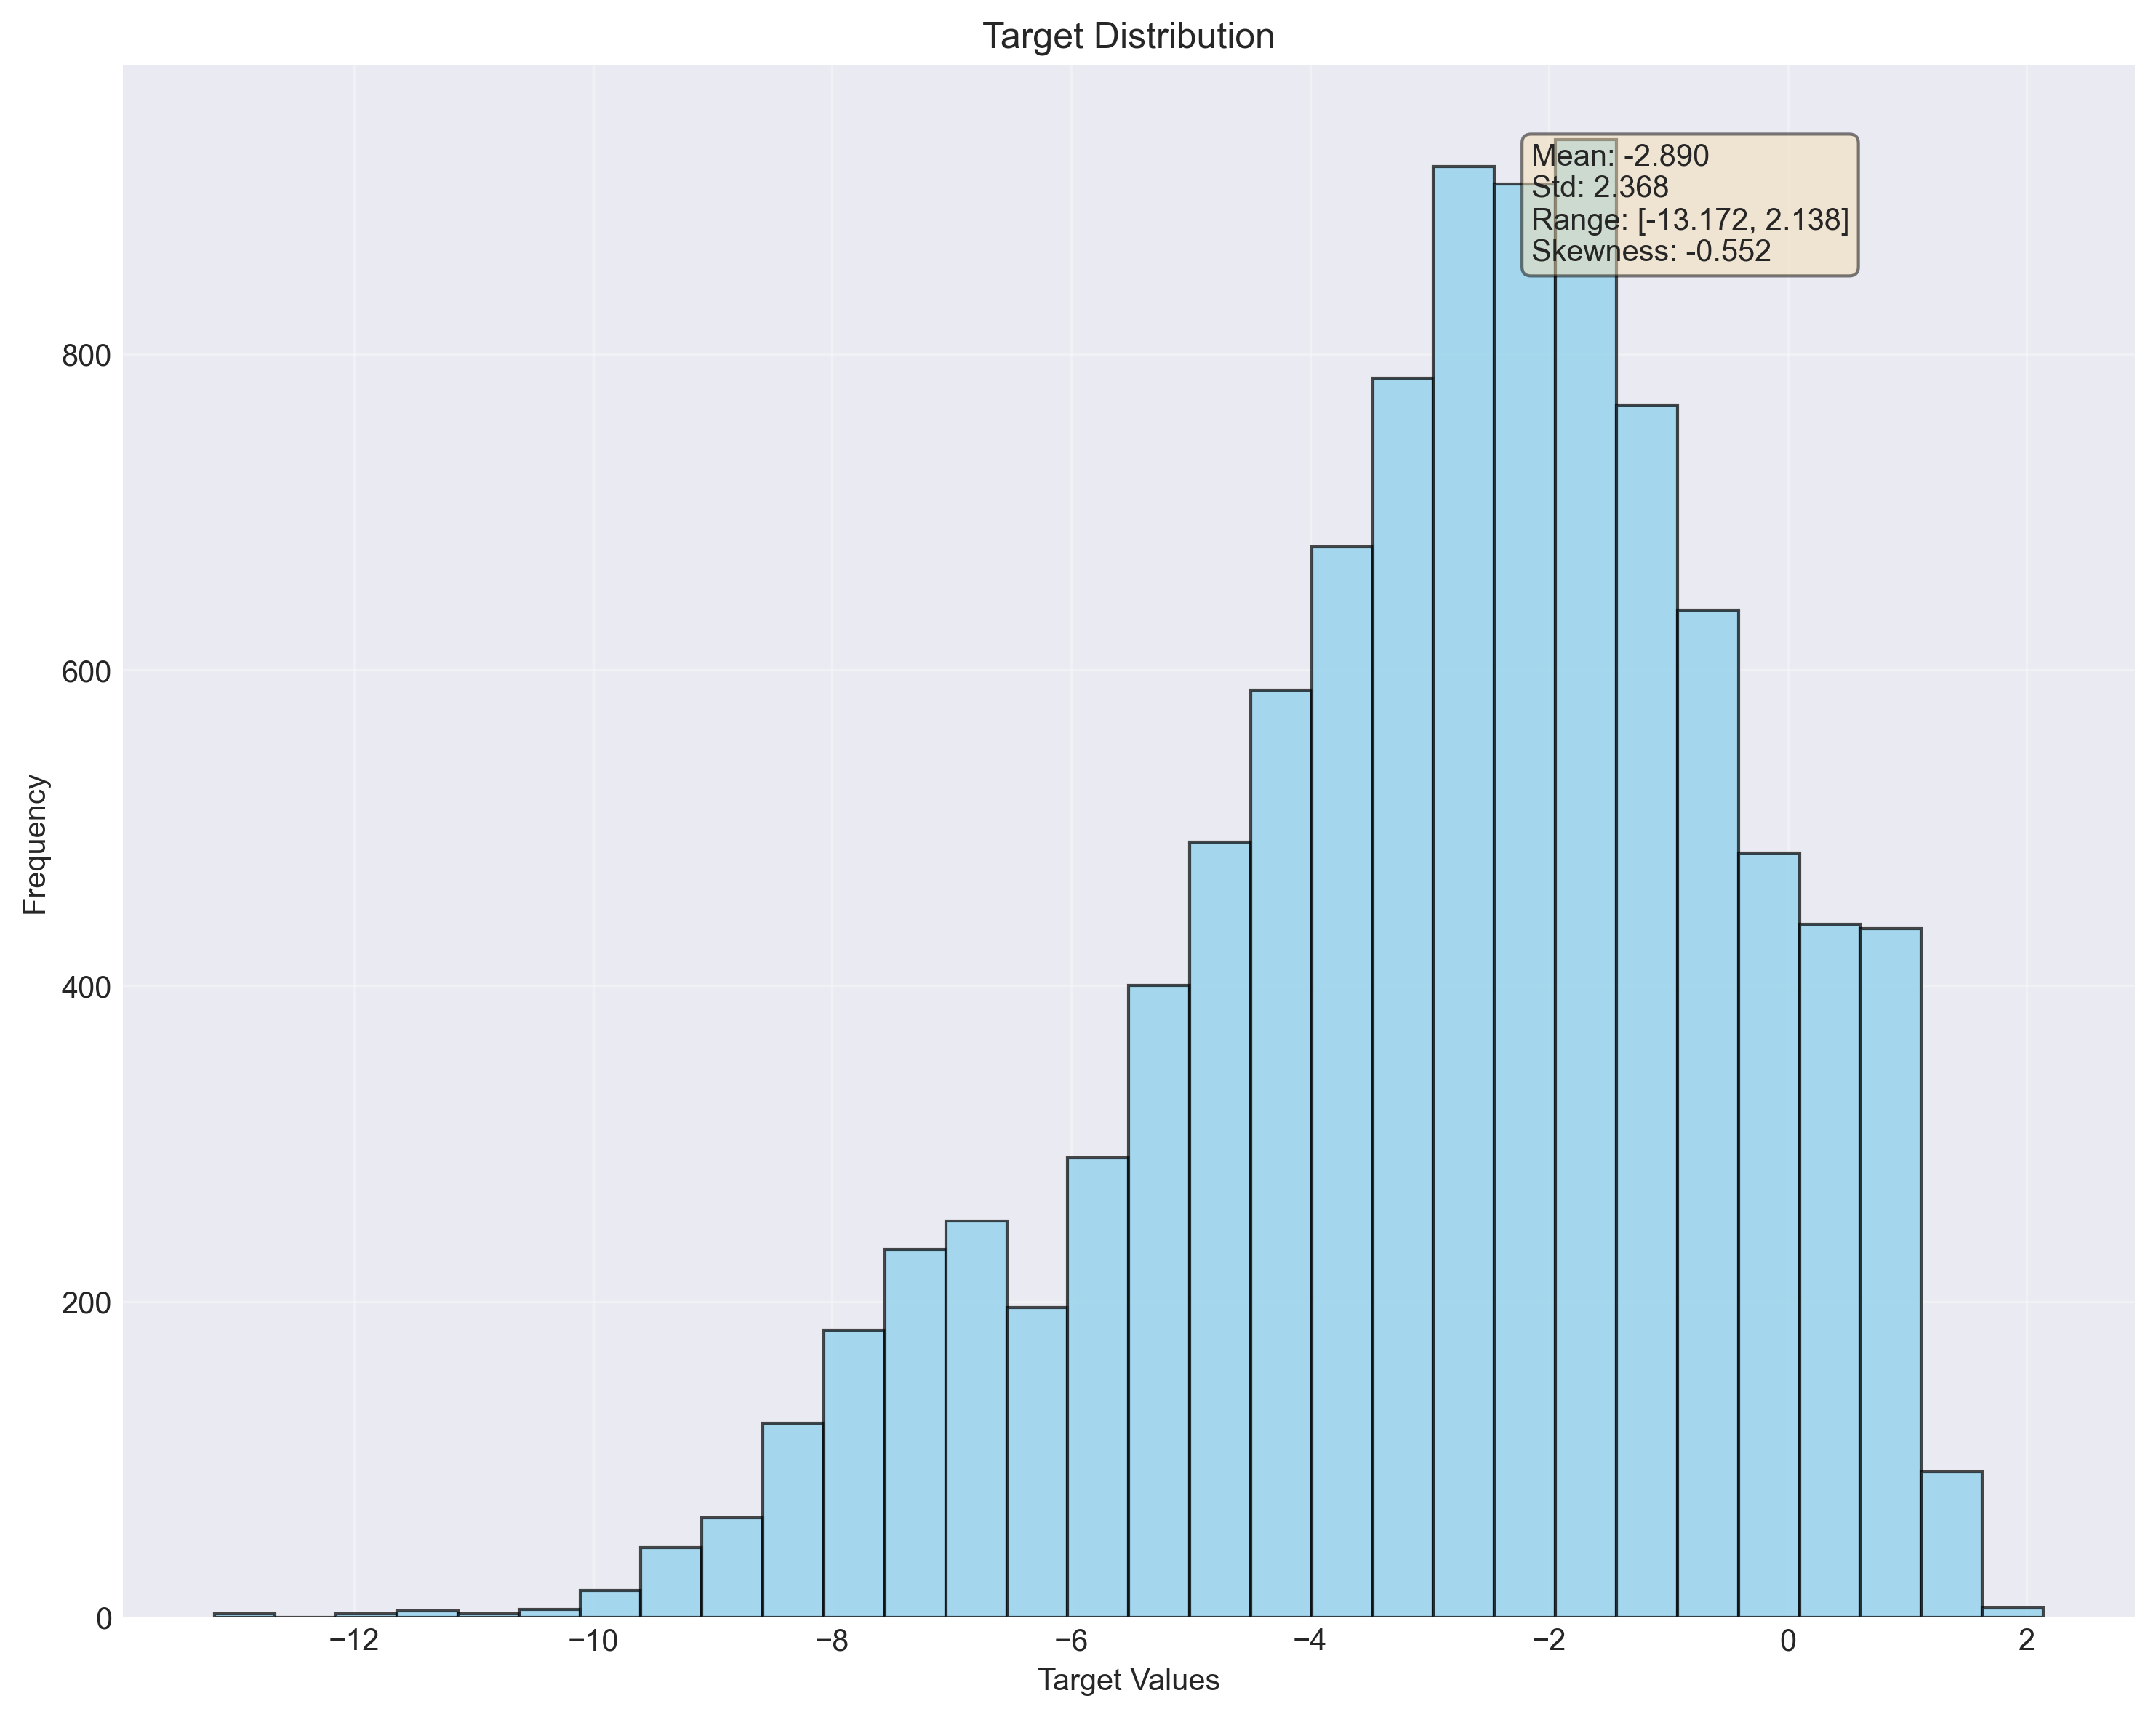 Target Distribution
Mean: -2.890
Std: 2.368
Range: [-13.172, 2.138]
Skewness: -0.552
800
600
400
200
0
Frequency
−12 −10 −8 −6 −4 −2 0 2
Target Values